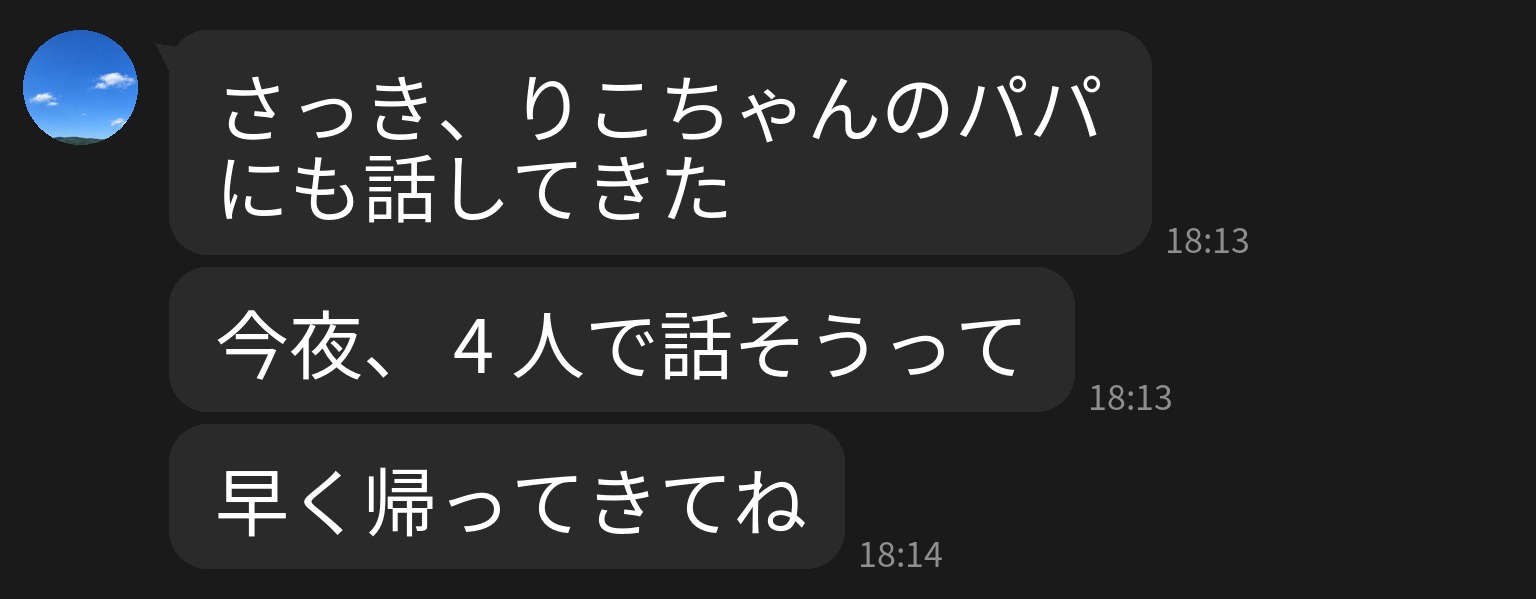 さっき、りこちゃんのパパ
にも話してきた
18:13
今夜、４人で話そうって
18:13
早く帰ってきてね
18:14